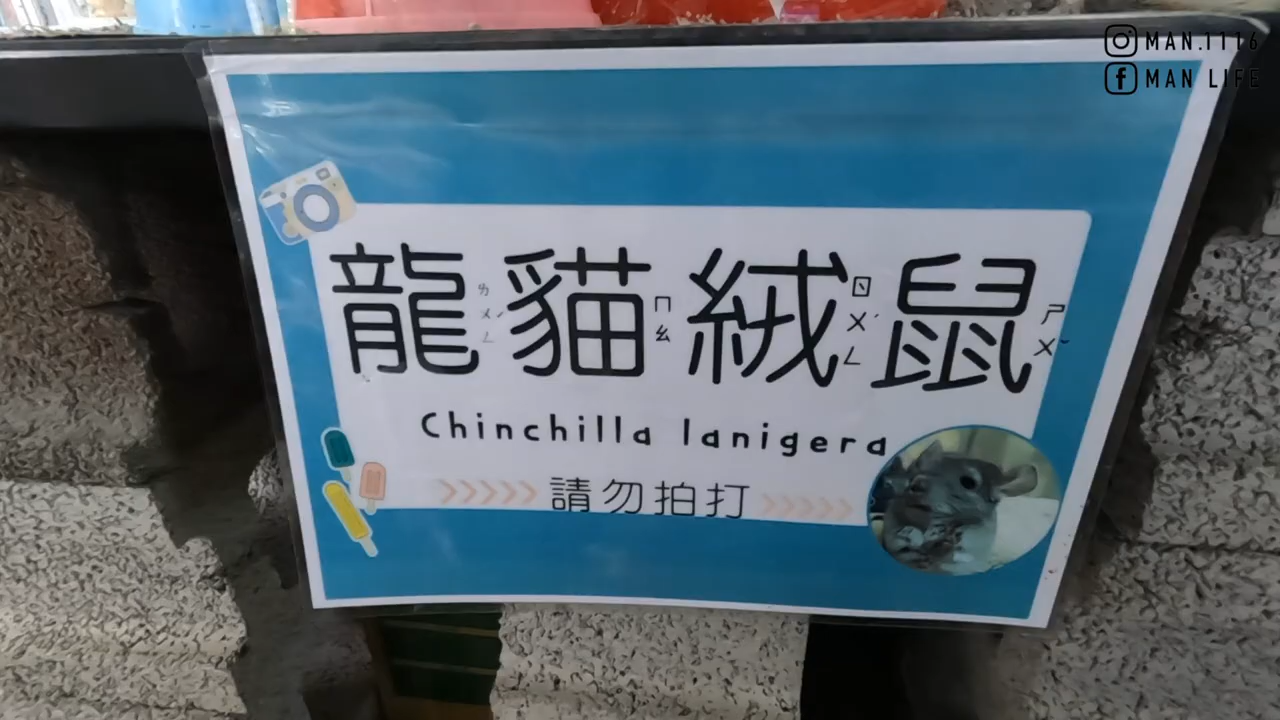 MAN.1116
MAN LIFE
龍貓絨鼠
ㄌㄨㄥˊ ㄇㄠ ㄖㄨㄥˊ ㄕㄨˇ
Chinchilla lanigera
>>>>> 請勿拍打 >>>>>